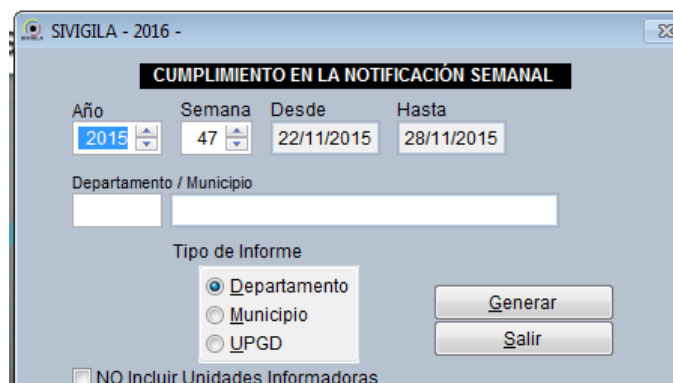 SIVIGILA - 2016 -
CUMPLIMIENTO EN LA NOTIFICACIÓN SEMANAL
Año Semana Desde Hasta
2015 47 22/11/2015 28/11/2015
Departamento / Municipio
Tipo de Informe
Departamento
Municipio
UPGD
Generar
Salir
NO Incluir Unidades Informadoras